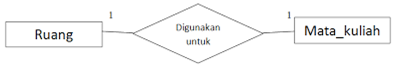 1
1
Ruang
Digunakan
untuk
Mata_kuliah